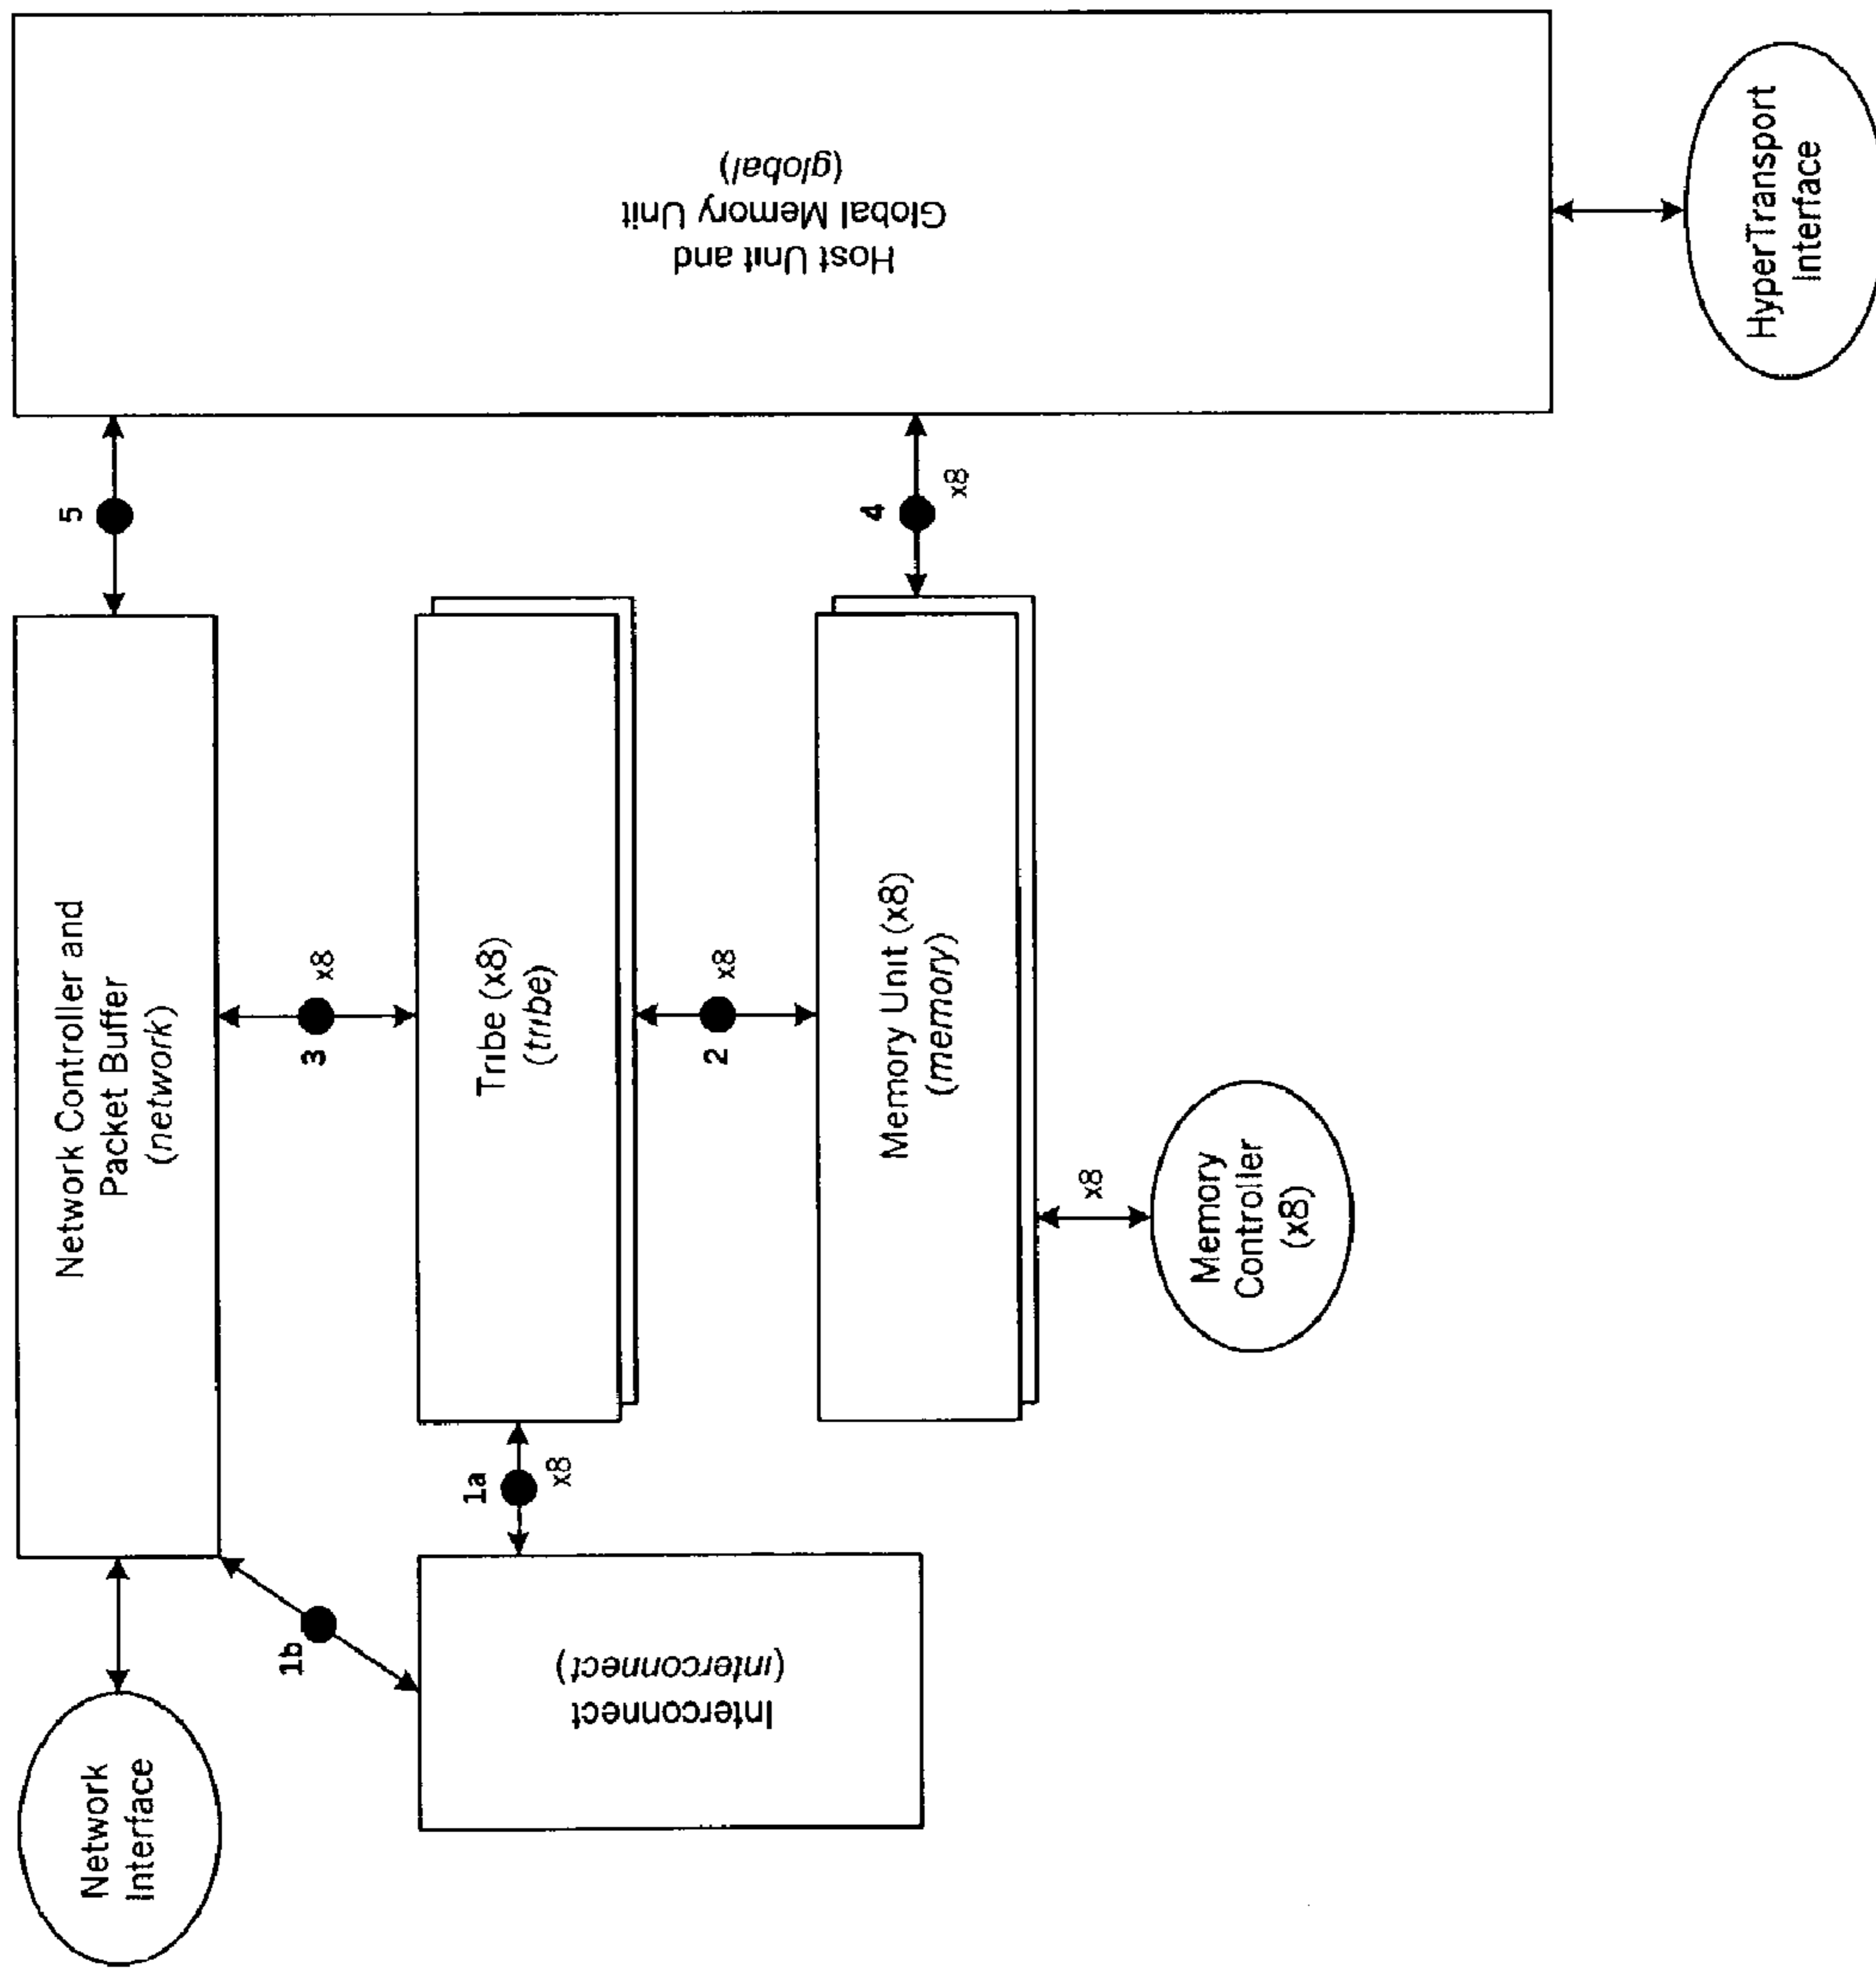 Network
Interface
Network Controller and
Packet Buffer
(network)
5
1b
3
x8
Interconnect
(interconnect)
1a
x8
Tribe (x8)
(tribe)
2
x8
Memory Unit (x8)
(memory)
4
x8
Host Unit and
Global Memory Unit
(global)
x8
Memory
Controller
(x8)
HyperTransport
Interface